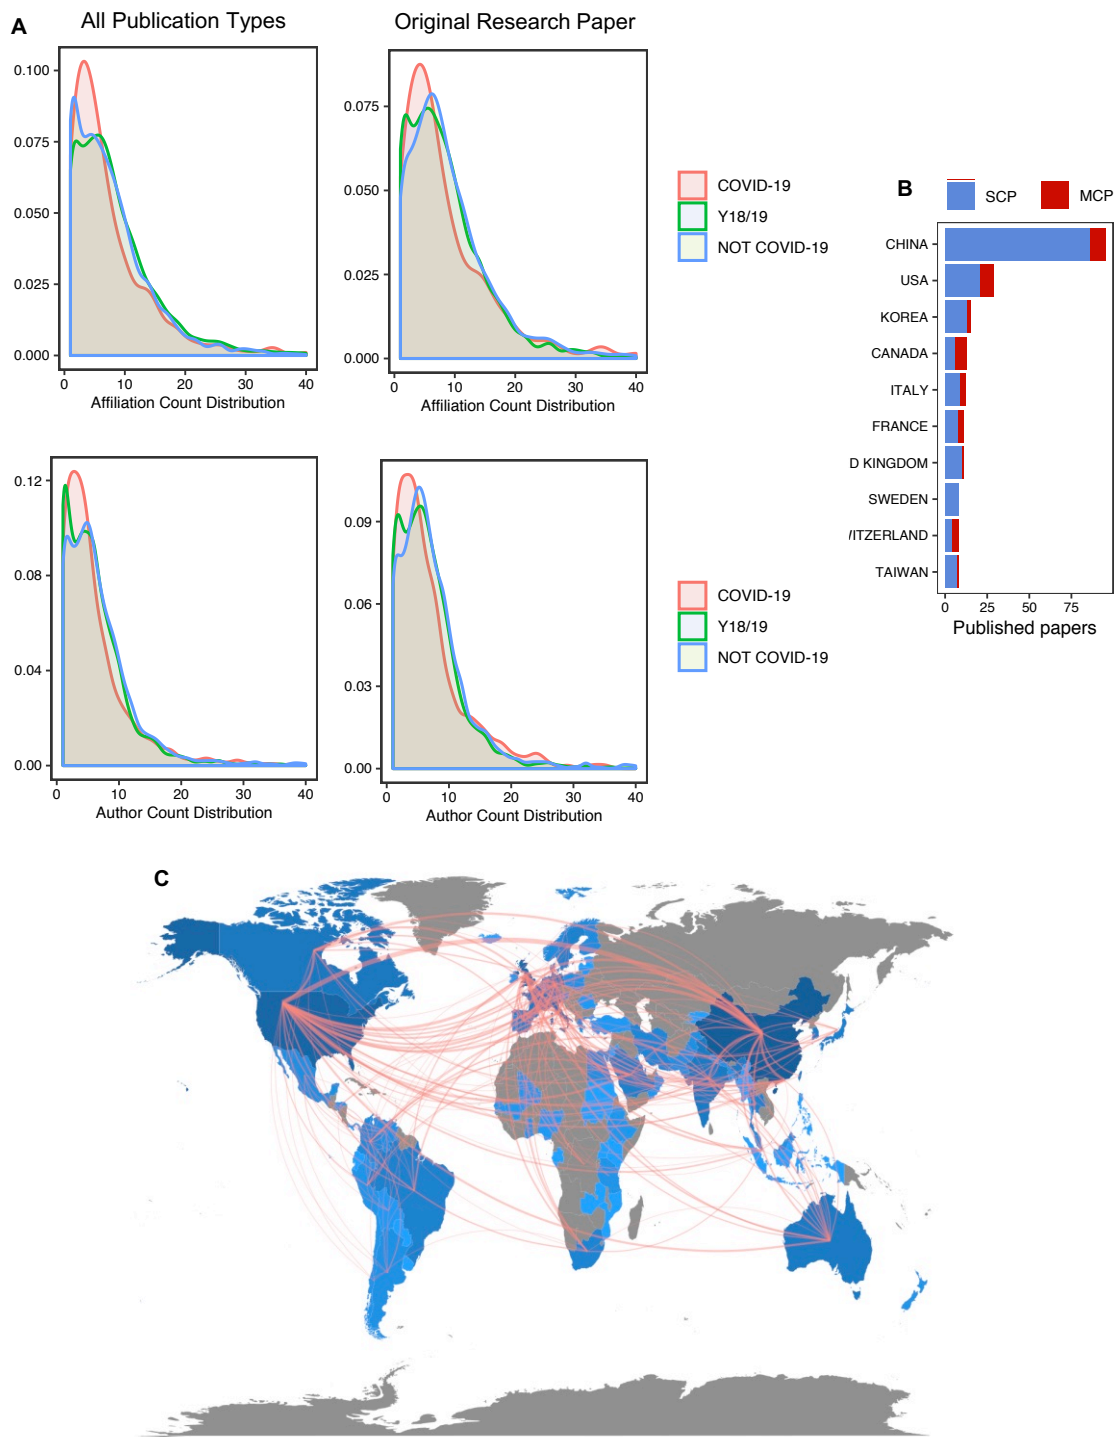 A
All Publication Types
Original Research Paper
0.100
0.075
0.050
0.025
0.000
0
10
20
30
40
Affiliation Count Distribution
0.075
0.050
0.025
0.000
0
10
20
30
40
Affiliation Count Distribution
COVID-19
Y18/19
NOT COVID-19
B
SCP
MCP
CHINA
USA
KOREA
CANADA
ITALY
FRANCE
D KINGDOM
SWEDEN
ITZERLAND
TAIWAN
0
25
50
75
Published papers
0.12
0.08
0.04
0.00
0
10
20
30
40
Author Count Distribution
0.09
0.06
0.03
0.00
0
10
20
30
40
Author Count Distribution
COVID-19
Y18/19
NOT COVID-19
C